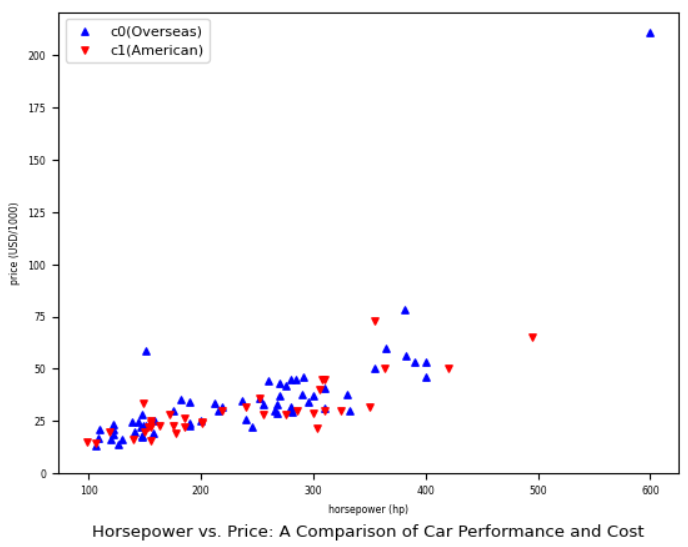 c0(Overseas)
c1(American)
220
175
150
125
100
75
50
25
0
price (USD/1000)
100 200 300 400 500 600
horsepower (hp)
Horsepower vs. Price: A Comparison of Car Performance and Cost